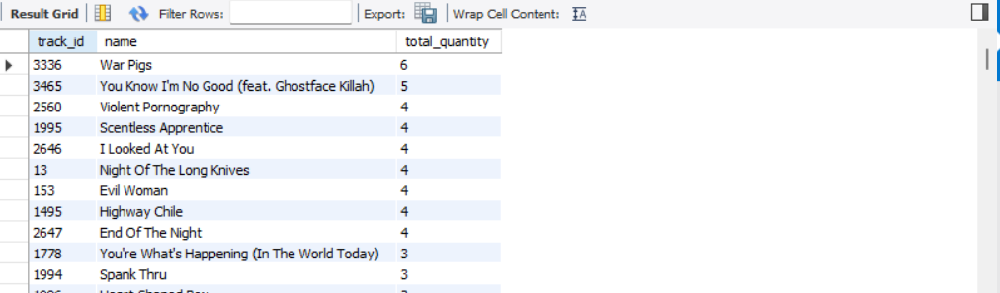 Result Grid Filter Rows: Export: Wrap Cell Content: IA
track_id name total_quantity
3336 War Pigs 6
3465 You Know I'm No Good (feat. Ghostface Killah) 5
2560 Violent Pornography 4
1995 Scentless Apprentice 4
2646 I Looked At You 4
13 Night Of The Long Knives 4
153 Evil Woman 4
1495 Highway Chile 4
2647 End Of The Night 4
1778 You're What's Happening (In The World Today) 3
1994 Spank Thru 3